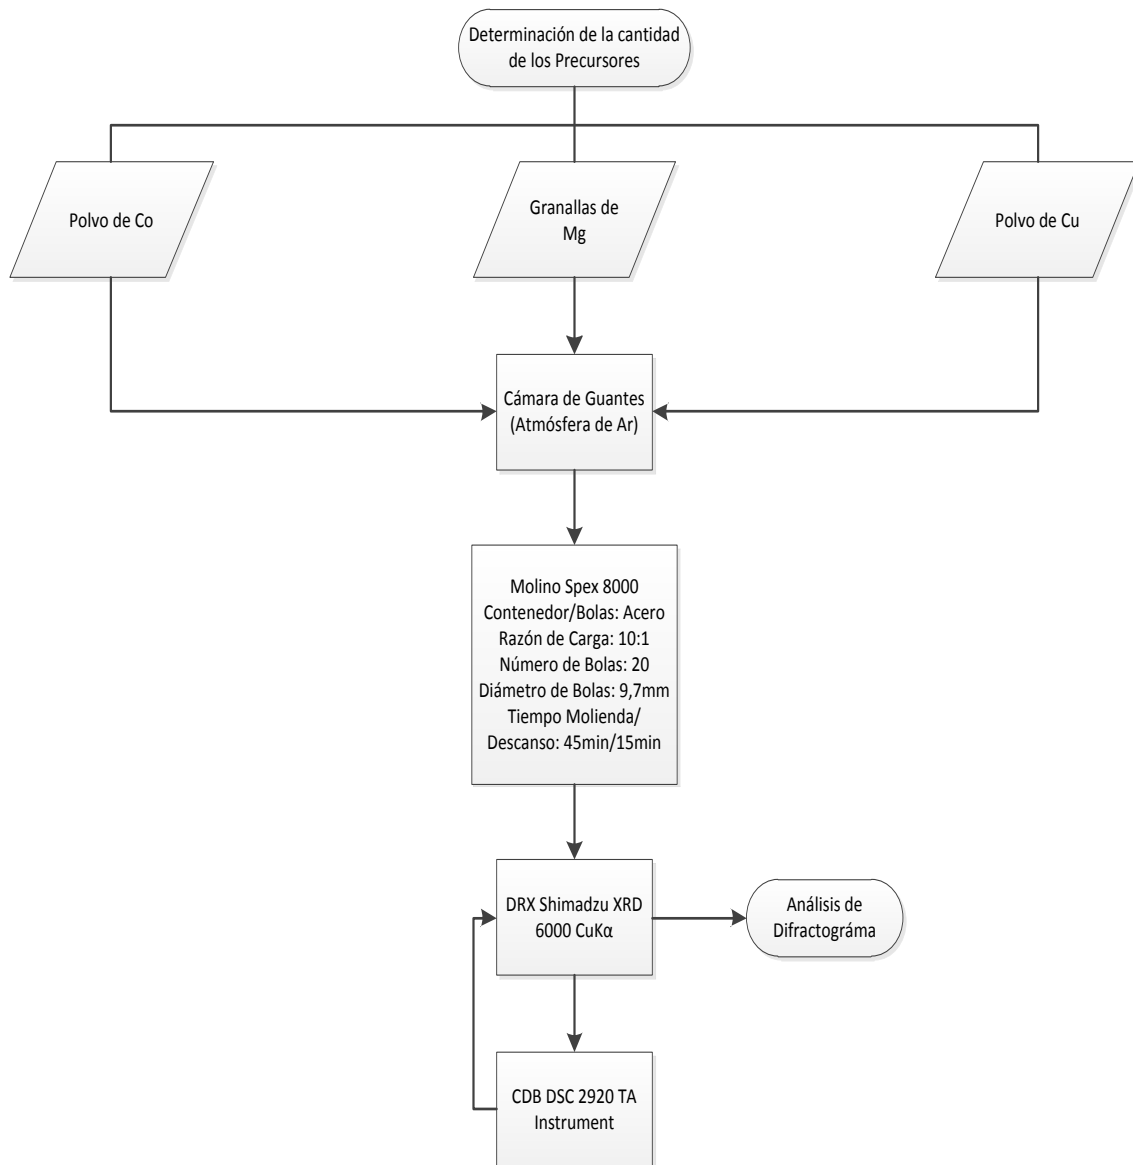 Determinación de la cantidad
de los Precursores
Polvo de Co
Granallas de
Mg
Polvo de Cu
Cámara de Guantes
(Atmósfera de Ar)
Molino Spex 8000
Contenedor/Bolas: Acero
Razón de Carga: 10:1
Número de Bolas: 20
Diámetro de Bolas: 9,7mm
Tiempo Molienda/
Descanso: 45min/15min
DRX Shimadzu XRD
6000 CuKα
Análisis de
Difractográma
CDB DSC 2920 TA
Instrument